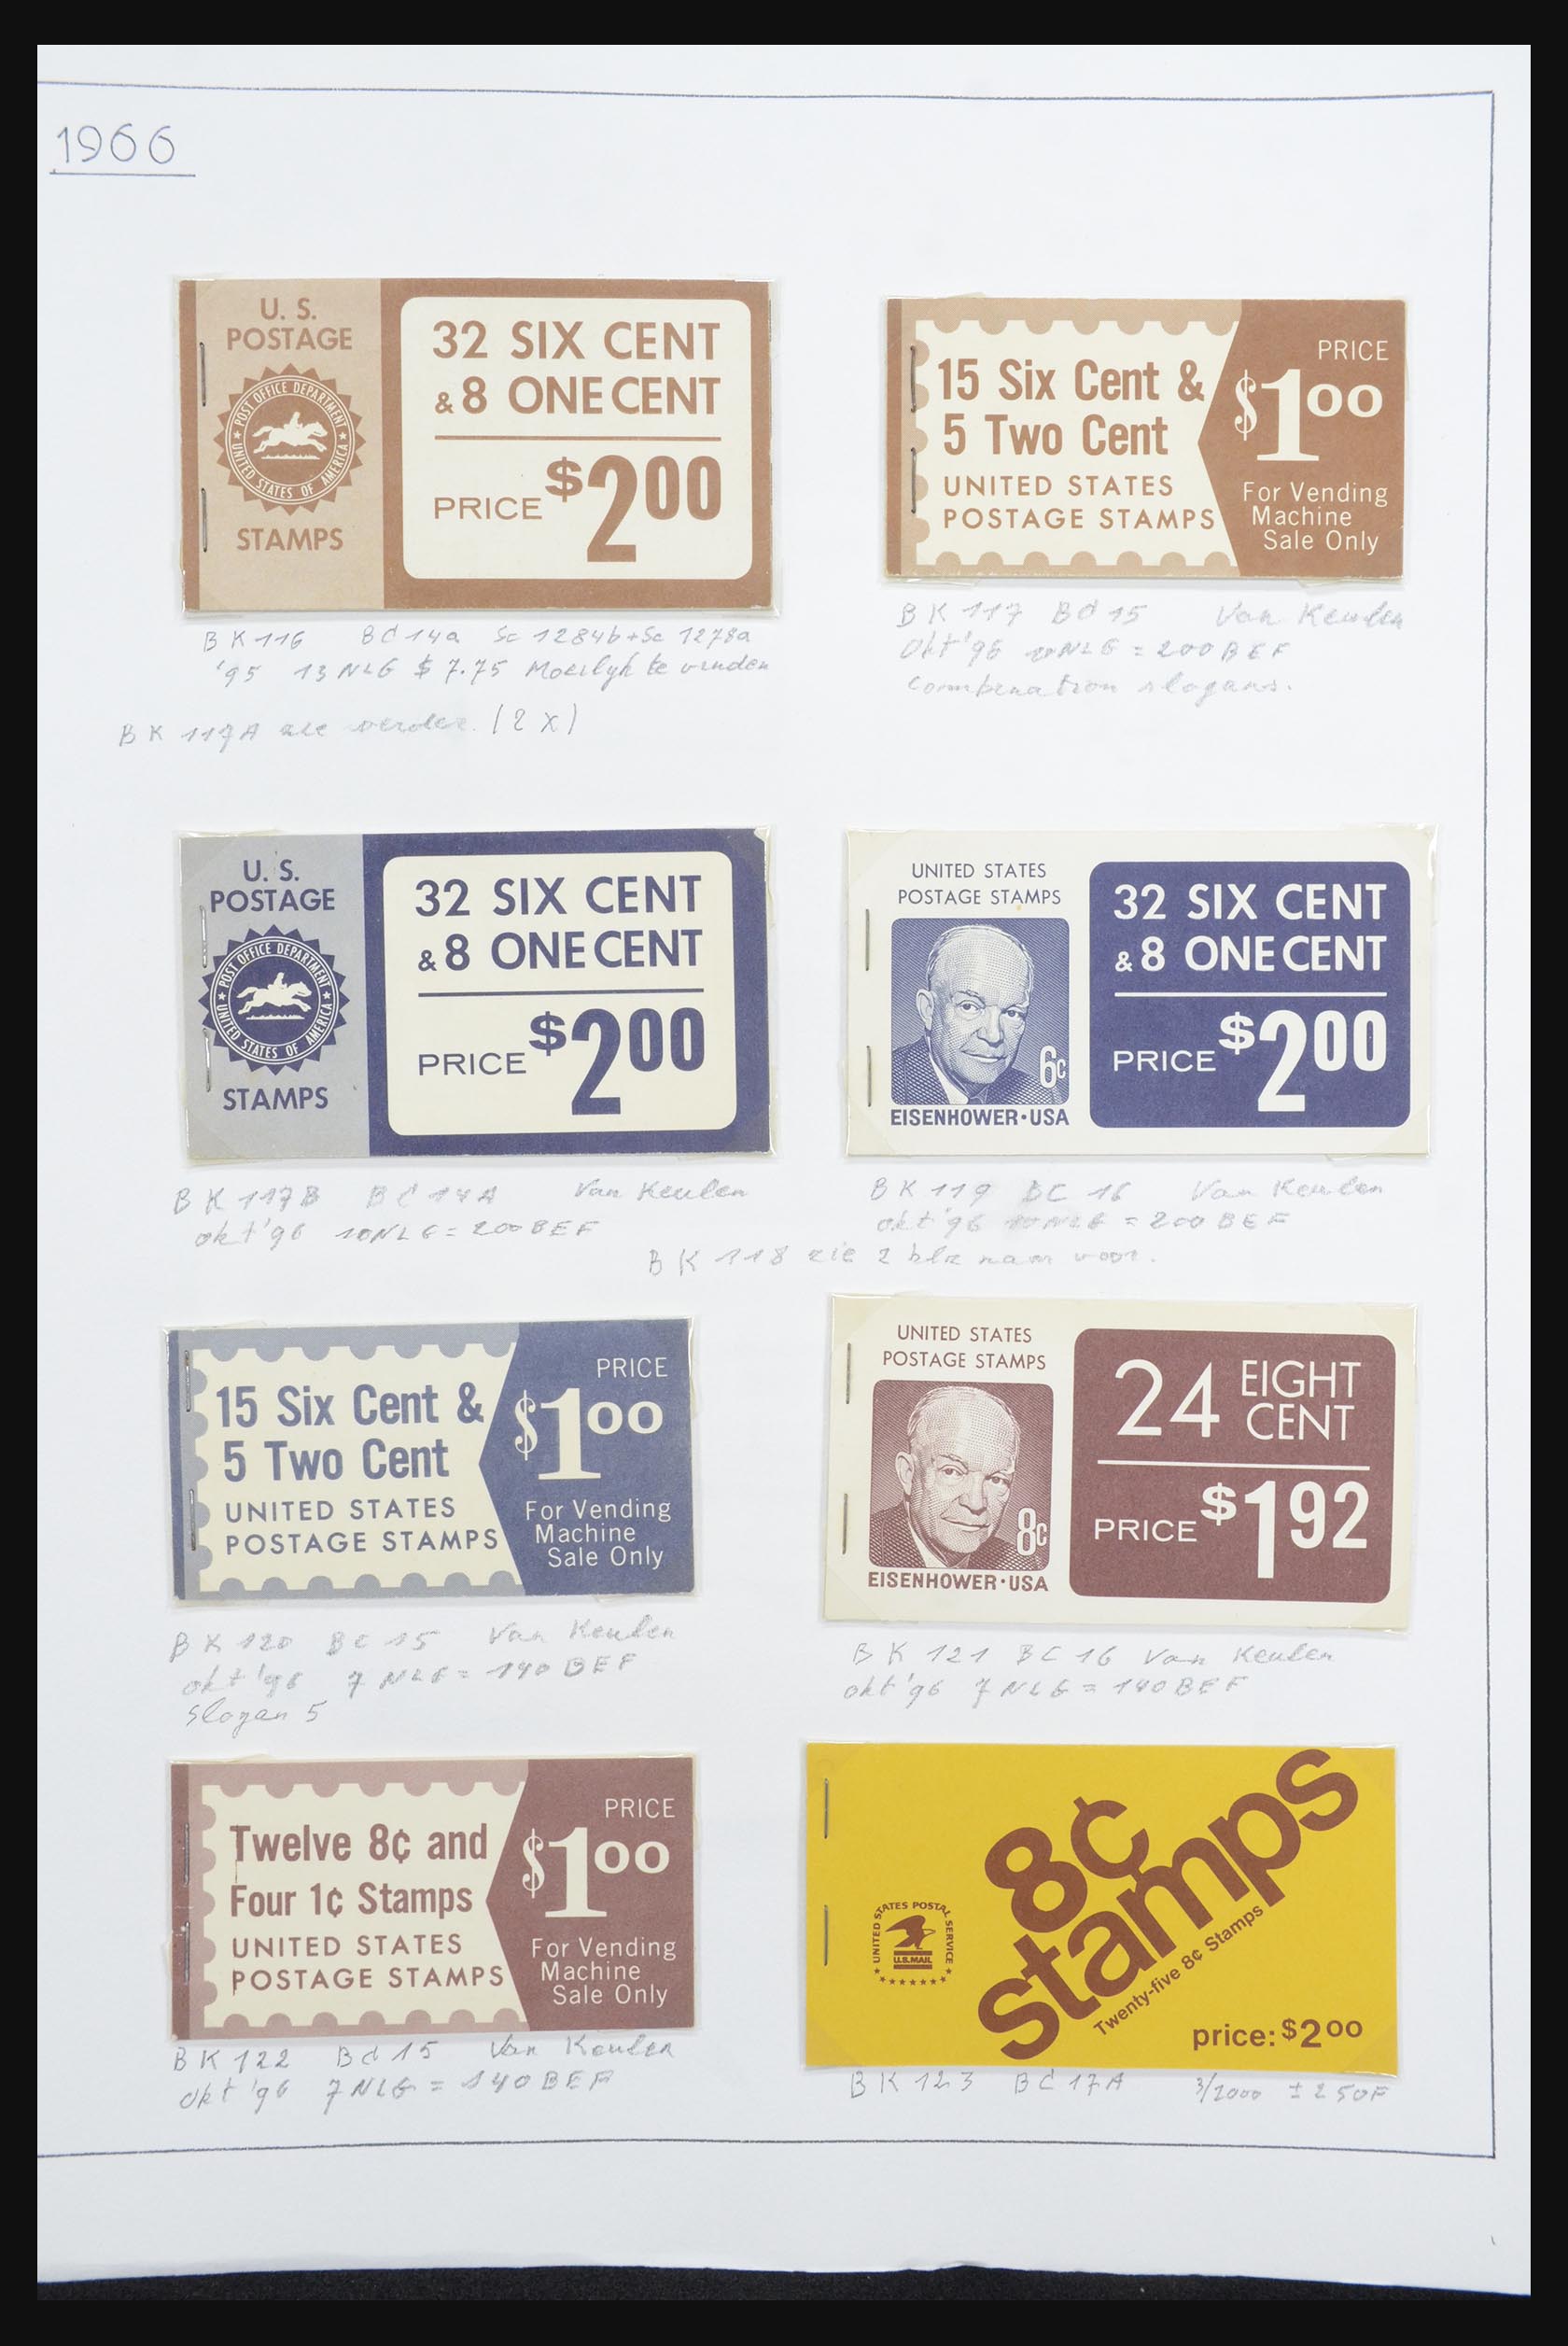 1966
U. S.
POSTAGE
POST OFFICE DEPARTMENT
UNITED STATES OF AMERICA
STAMPS
32 SIX CENT
& 8 ONE CENT
PRICE $2 00
15 Six Cent &
5 Two Cent
UNITED STATES
POSTAGE STAMPS
PRICE
$1 00
For Vending
Machine
Sale Only
BK 116 BC 14a Sc 1284b+Sc 1278a
'95 13 NLG $ 7.75 Moeilyk te vinden
BK 117 BC 15 Van Keulen
Okt '96 10 NLG = 200 BEF
combination slogans.
BK 117A zie verder. (2 x)
U. S.
POSTAGE
POST OFFICE DEPARTMENT
UNITED STATES OF AMERICA
STAMPS
32 SIX CENT
& 8 ONE CENT
PRICE $2 00
UNITED STATES
POSTAGE STAMPS
6c
EISENHOWER·USA
32 SIX CENT
& 8 ONE CENT
PRICE $2 00
BK 117B BC 14A Van Keulen
okt '96 10 NLG = 200 BEF
BK 119 BC 16 Van Keulen
okt '96 10 NLG = 200 BEF
BK 118 zie 2 blz naar voor.
15 Six Cent &
5 Two Cent
UNITED STATES
POSTAGE STAMPS
PRICE
$1 00
For Vending
Machine
Sale Only
UNITED STATES
POSTAGE STAMPS
8c
EISENHOWER·USA
24 EIGHT
CENT
PRICE $1 92
BK 120 BC 15 Van Keulen
okt '96 7 NLG = 140 BEF
Slogan 5
BK 121 BC 16 Van Keulen
okt '96 7 NLG = 140 BEF
Twelve 8¢ and
Four 1¢ Stamps
UNITED STATES
POSTAGE STAMPS
PRICE
$1 00
For Vending
Machine
Sale Only
UNITED STATES POSTAL SERVICE
U.S.MAIL
8¢
stamps
Twenty-five 8¢ Stamps
price: $2 00
BK 122 BC 15 Van Keulen
okt '96 7 NLG = 140 BEF
BK 123 BC 17A 3/2000 ± 250F